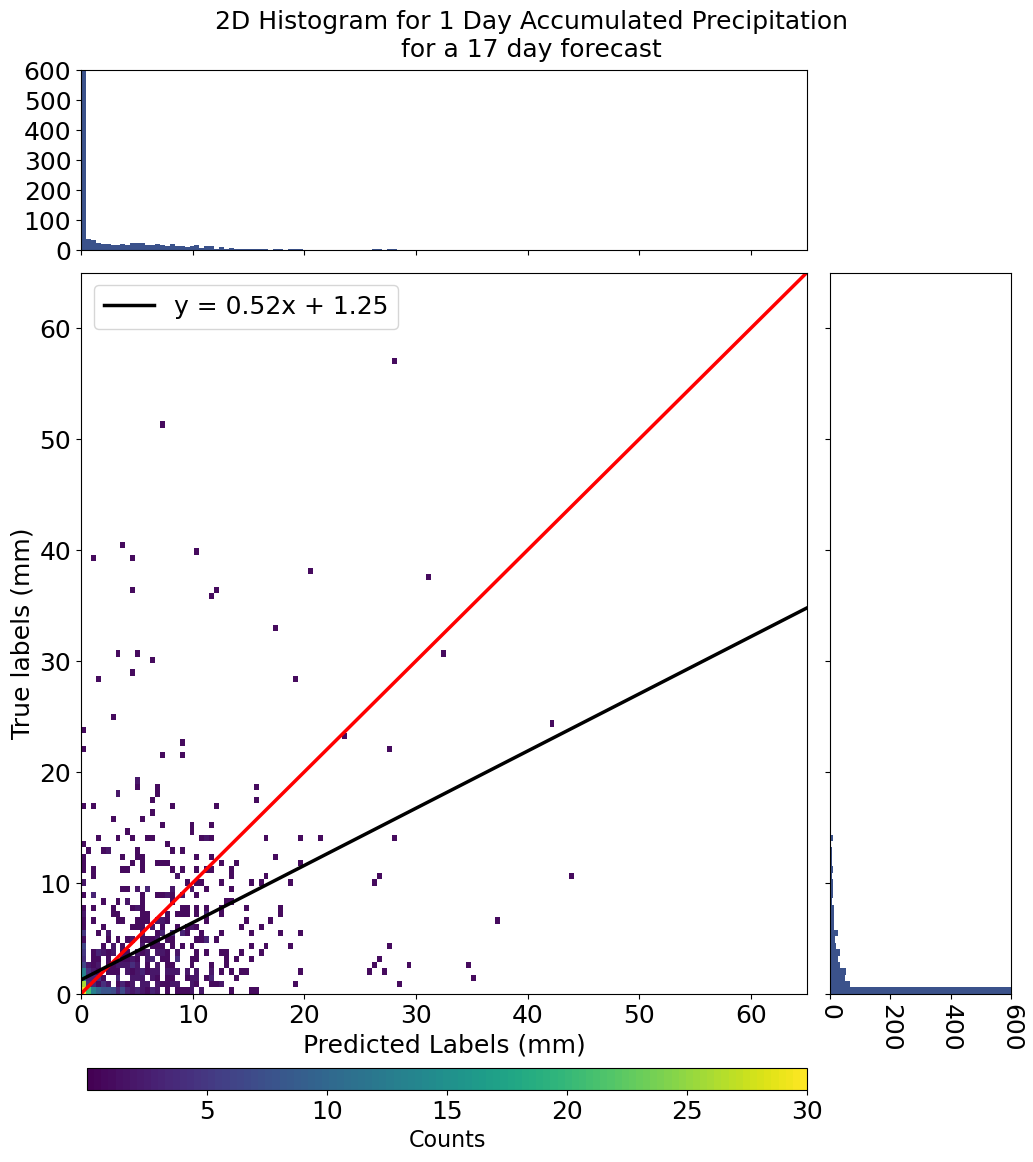 2D Histogram for 1 Day Accumulated Precipitation
for a 17 day forecast
600
500
400
300
200
100
0
y = 0.52x + 1.25
60
50
40
30
20
10
0
True labels (mm)
0 10 20 30 40 50 60
Predicted Labels (mm)
0 200 400 600
5 10 15 20 25 30
Counts